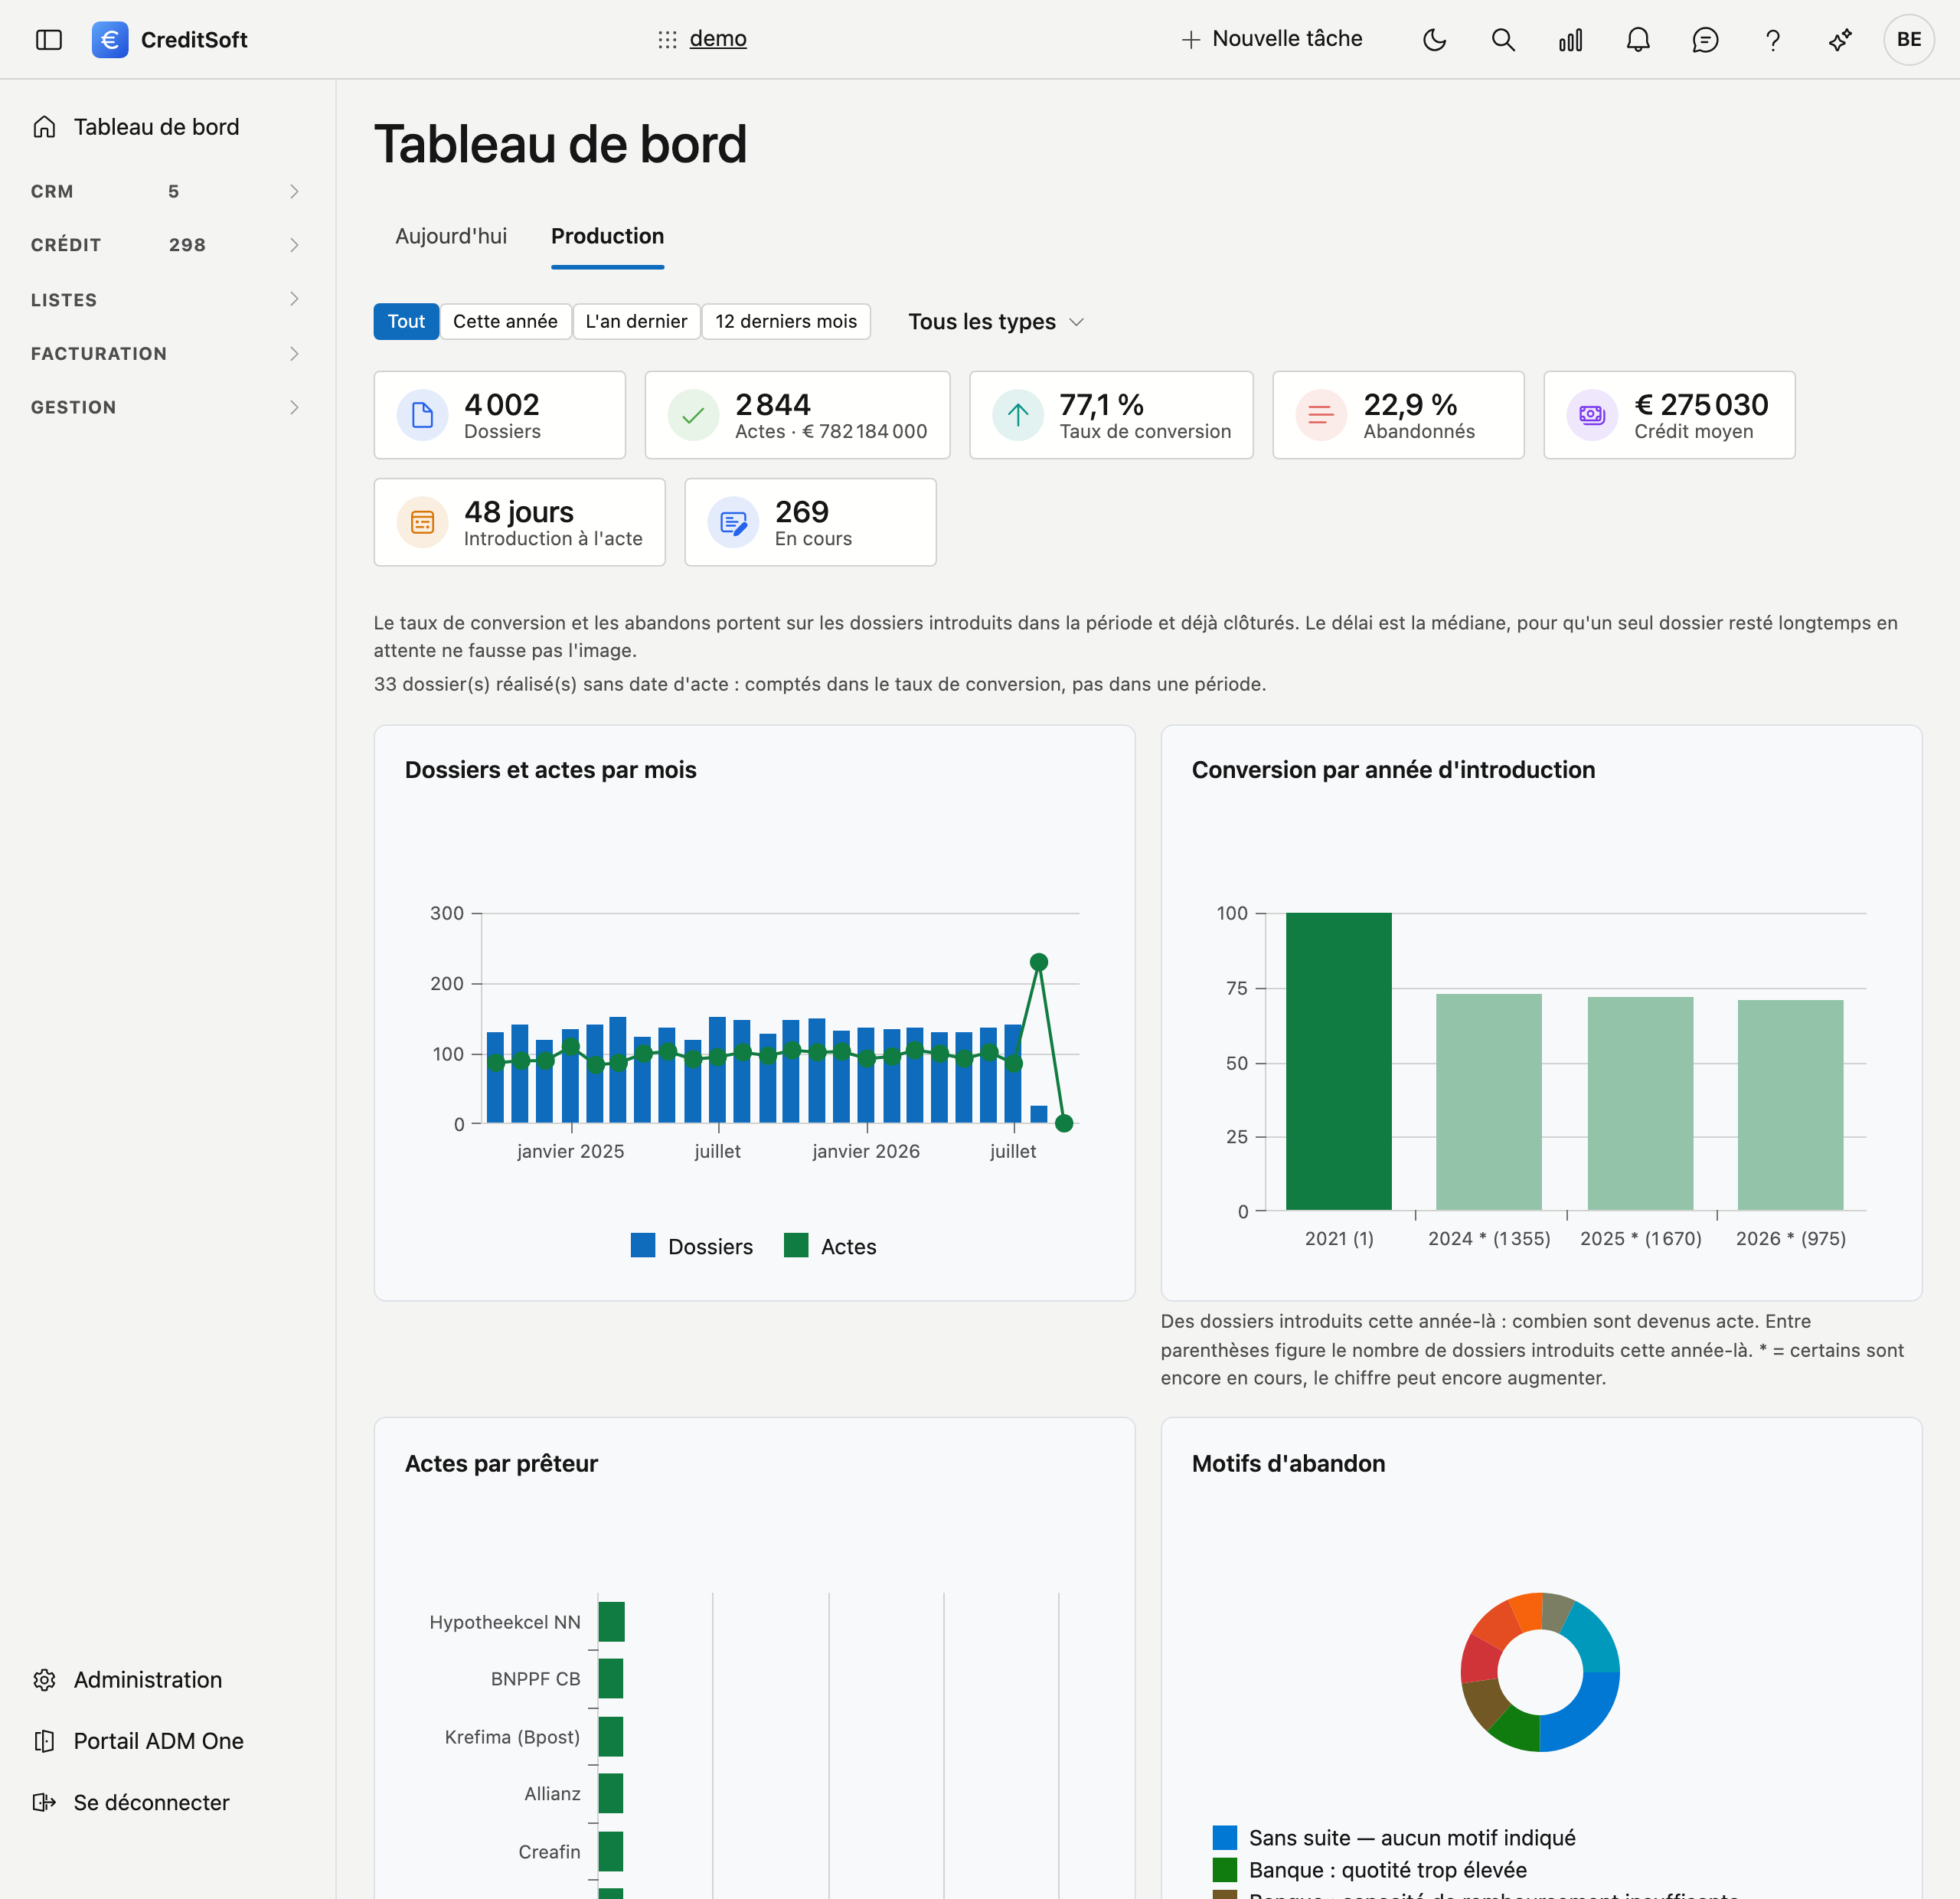 CreditSoft
demo
Nouvelle tâche
BE
Tableau de bord
CRM 5
CRÉDIT 298
LISTES
FACTURATION
GESTION
Administration
Portail ADM One
Se déconnecter
Tableau de bord
Aujourd'hui Production
Tout Cette année L'an dernier 12 derniers mois Tous les types
4 002
Dossiers
2 844
Actes · € 782 184 000
77,1 %
Taux de conversion
22,9 %
Abandonnés
€ 275 030
Crédit moyen
48 jours
Introduction à l'acte
269
En cours
Le taux de conversion et les abandons portent sur les dossiers introduits dans la période et déjà clôturés. Le délai est la médiane, pour qu'un seul dossier resté longtemps en
attente ne fausse pas l'image.
33 dossier(s) réalisé(s) sans date d'acte : comptés dans le taux de conversion, pas dans une période.
Dossiers et actes par mois
300
200
100
0
janvier 2025 juillet janvier 2026 juillet
Dossiers Actes
Conversion par année d'introduction
100
75
50
25
0
2021 (1) 2024 * (1 355) 2025 * (1 670) 2026 * (975)
Des dossiers introduits cette année-là : combien sont devenus acte. Entre
parenthèses figure le nombre de dossiers introduits cette année-là. * = certains sont
encore en cours, le chiffre peut encore augmenter.
Actes par prêteur
Hypotheekcel NN
BNPPF CB
Krefima (Bpost)
Allianz
Creafin
Motifs d'abandon
Sans suite — aucun motif indiqué
Banque : quotité trop élevée
Banque : capacité de remboursement insuffisante